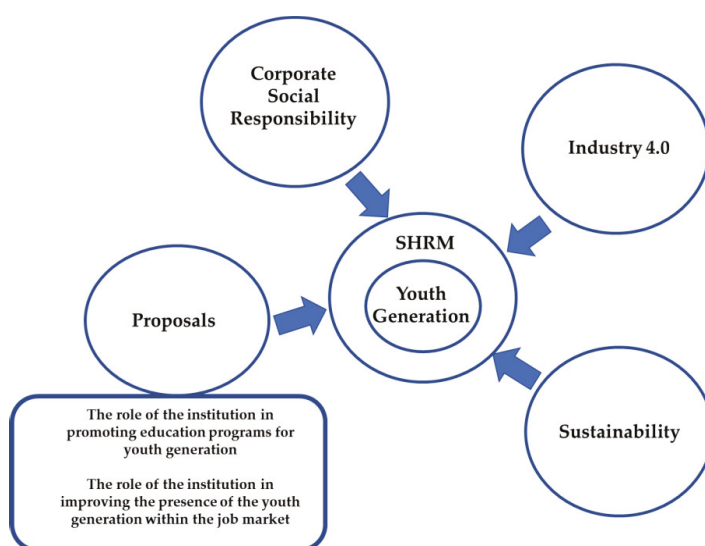 Corporate
Social
Responsibility
Industry 4.0
SHRM
Youth
Generation
Proposals
Sustainability
The role of the institution in
promoting education programs for
youth generation
The role of the institution in
improving the presence of the youth
generation within the job market